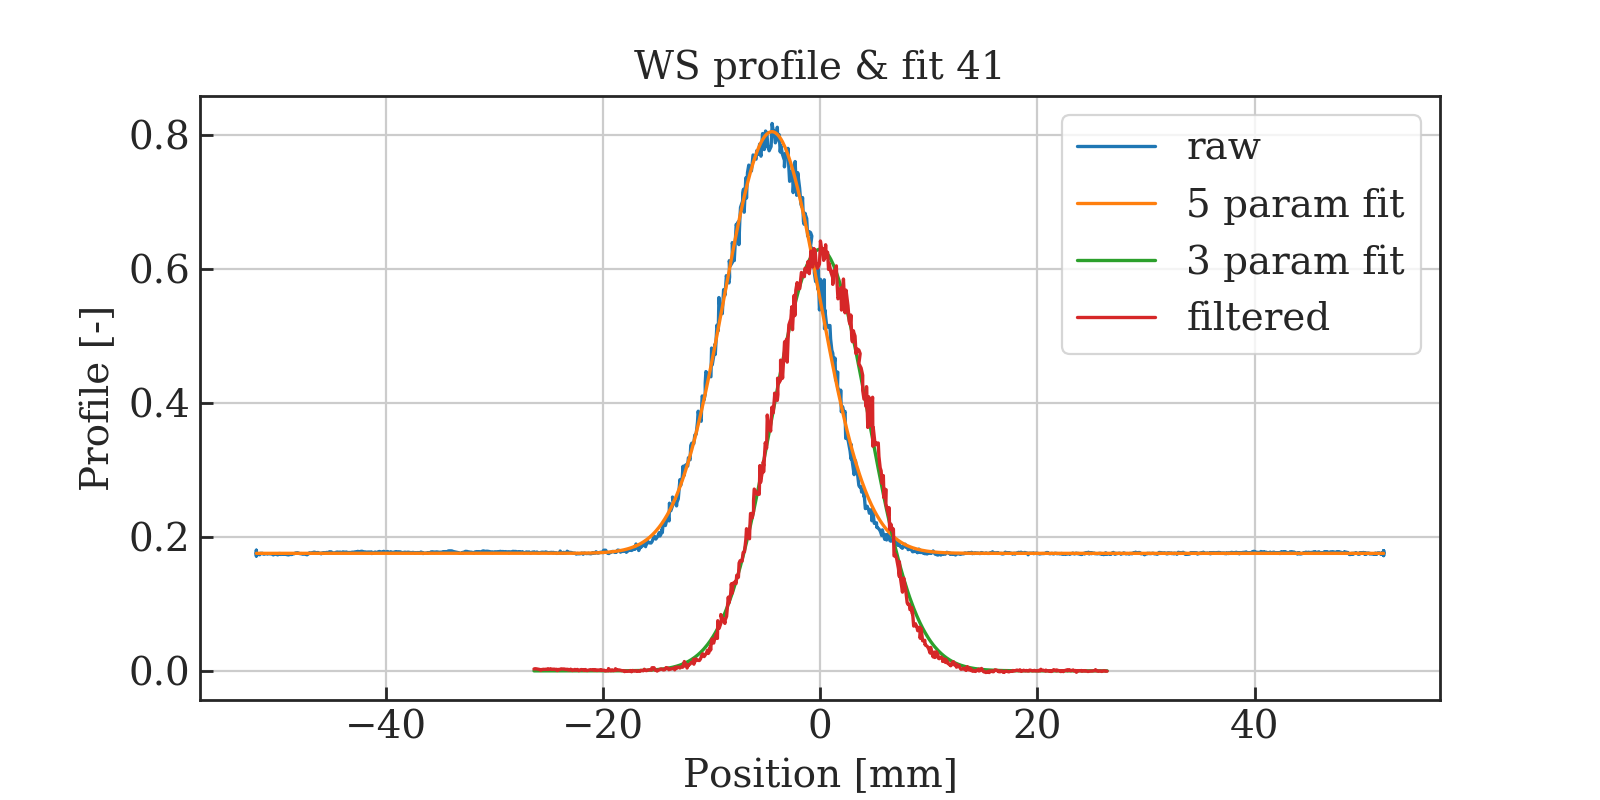 WS profile & fit 41
Profile [-]
0.8
0.6
0.4
0.2
0.0
raw
5 param fit
3 param fit
filtered
−40 −20 0 20 40
Position [mm]